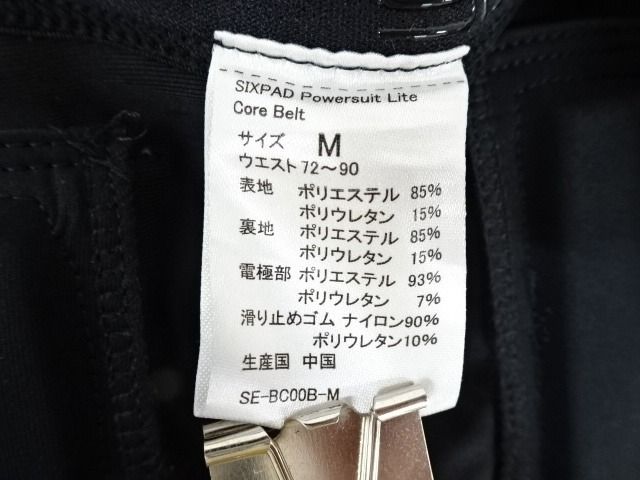 SIXPAD Powersuit Lite
Core Belt
サイズ M
ウエスト 72～90
表地 ポリエステル 85%
ポリウレタン 15%
裏地 ポリエステル 85%
ポリウレタン 15%
電極部 ポリエステル 93%
ポリウレタン 7%
滑り止めゴム ナイロン90%
ポリウレタン10%
生産国 中国
SE-BC00B-M